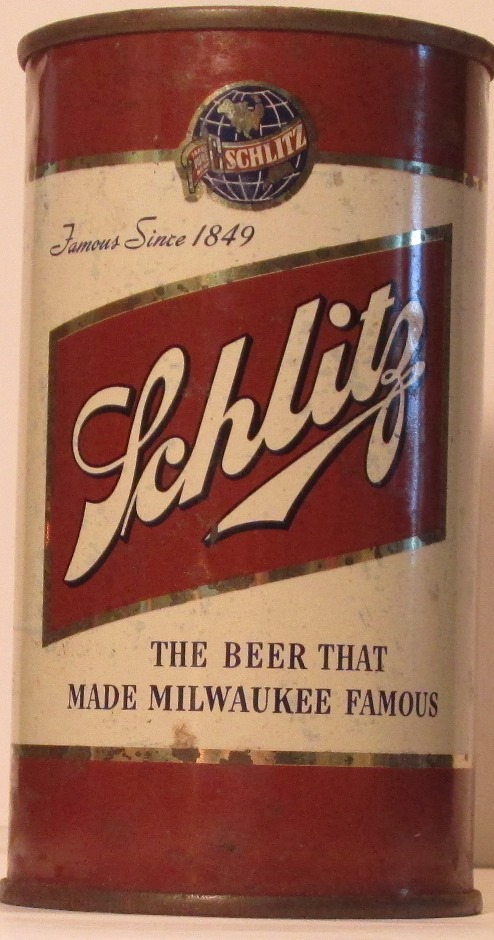 SCHLITZ
Famous Since 1849
Schlitz
THE BEER THAT
MADE MILWAUKEE FAMOUS